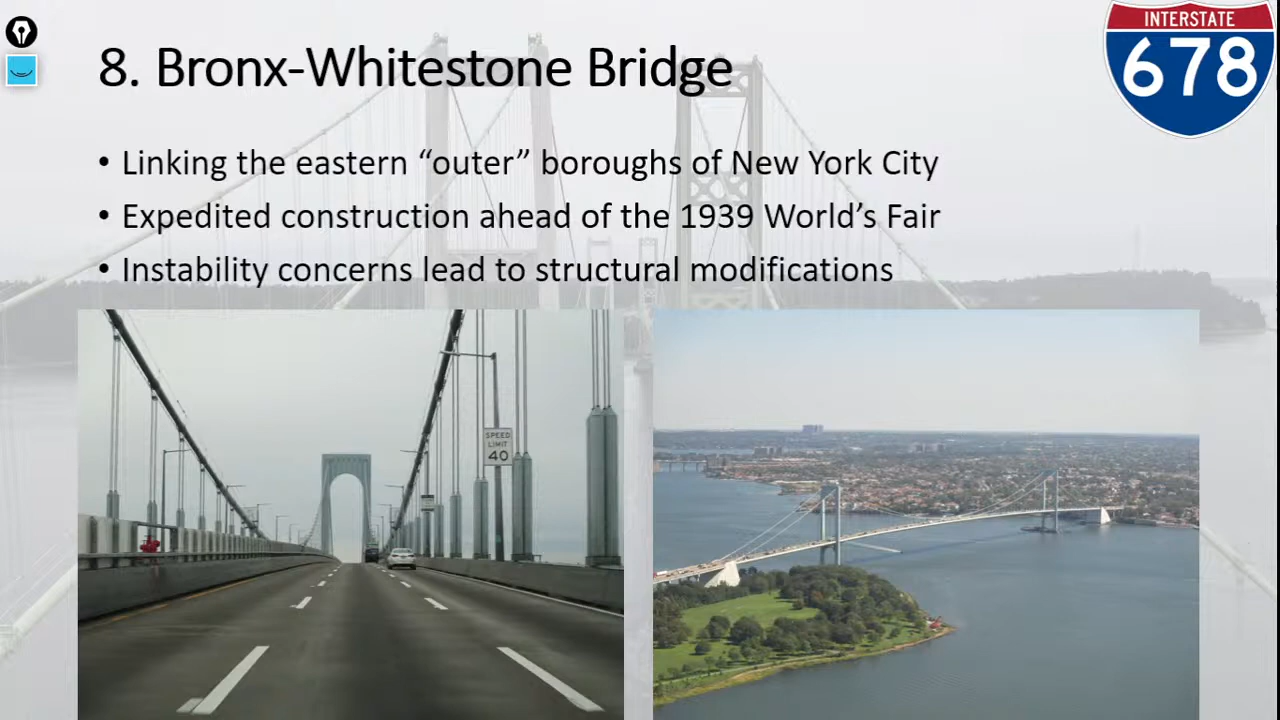 8. Bronx-Whitestone Bridge
INTERSTATE
678
• Linking the eastern “outer” boroughs of New York City
• Expedited construction ahead of the 1939 World’s Fair
• Instability concerns lead to structural modifications
SPEED
LIMIT
40